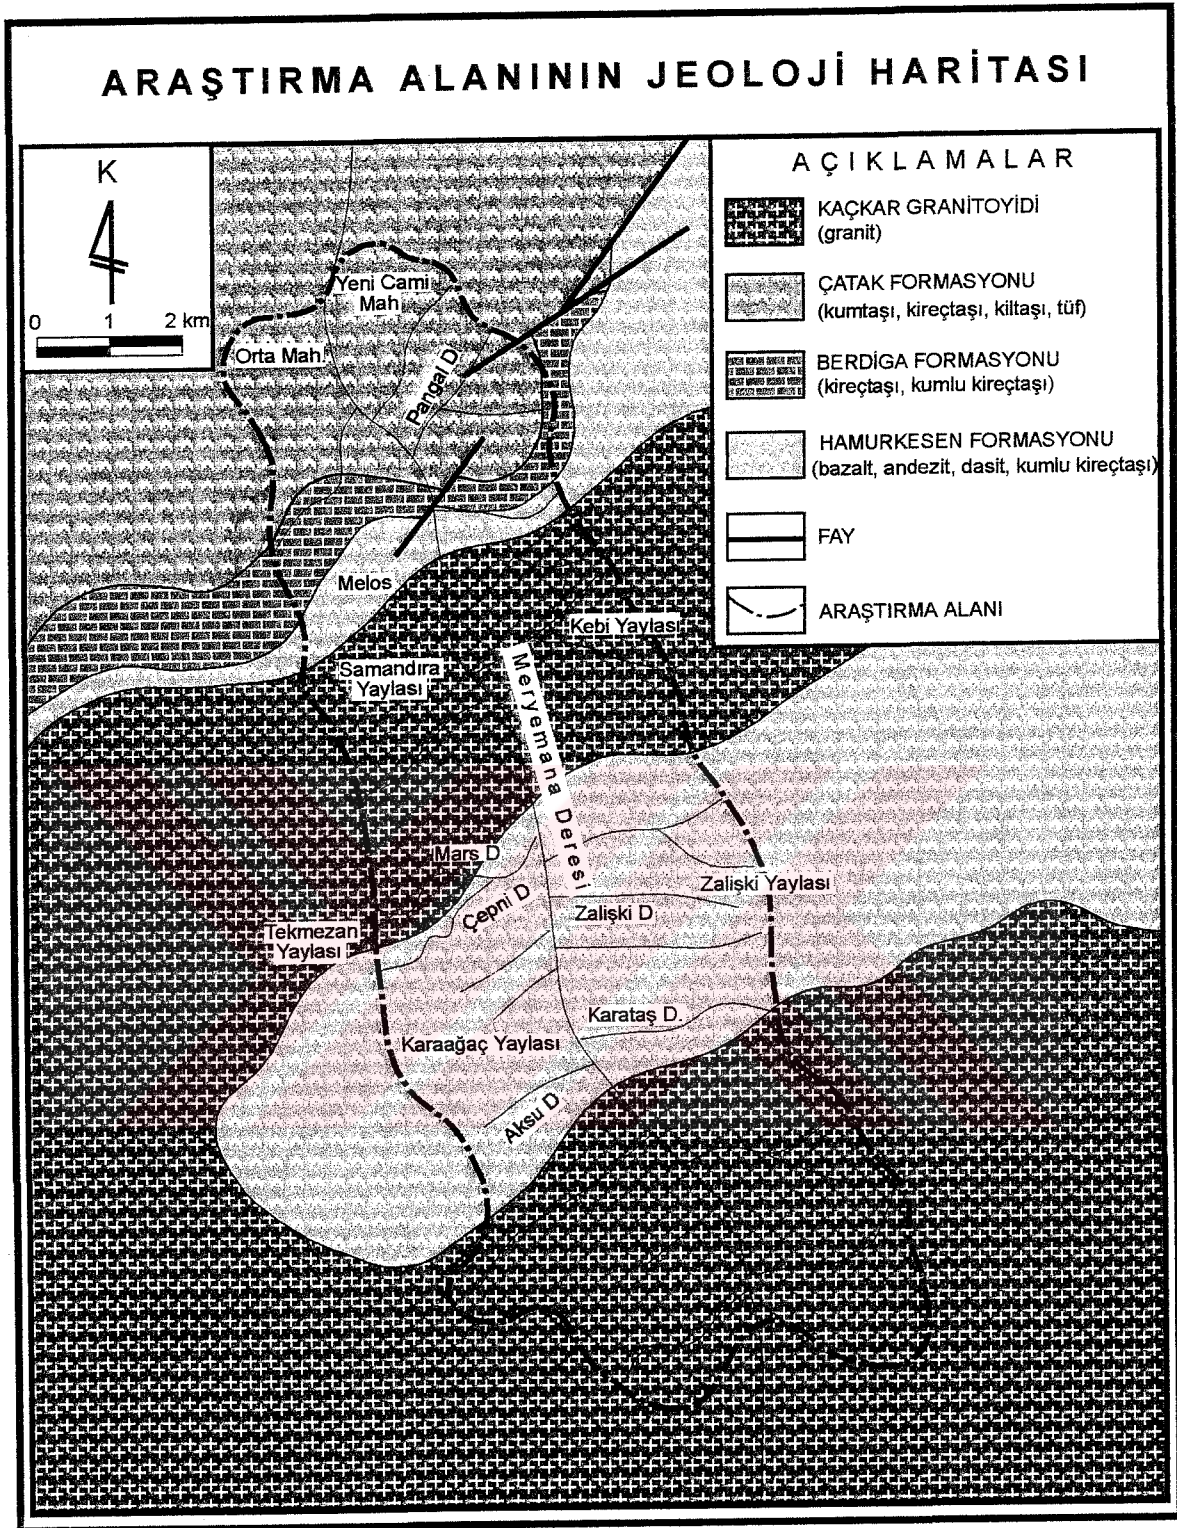 ARAŞTIRMA ALANININ JEOLOJİ HARİTASI
K
0 1 2 km
AÇIKLAMALAR
KAÇKAR GRANİTOYİDİ
(granit)
ÇATAK FORMASYONU
(kumtaşı, kireçtaşı, kiltaşı, tüf)
BERDİGA FORMASYONU
(kireçtaşı, kumlu kireçtaşı)
HAMURKESEN FORMASYONU
(bazalt, andezit, dasit, kumlu kireçtaşı)
FAY
ARAŞTIRMA ALANI
Yeni Cami
Mah
Orta Mah.
Pangal D
Melos
Kebi Yaylası
Samandıra
Yaylası
Meryemana Deresi
Mars D
Çepni D
Zalişki Yaylası
Zalişki D
Tekmezan
Yaylası
Karataş D.
Karaağaç Yaylası
Aksu D